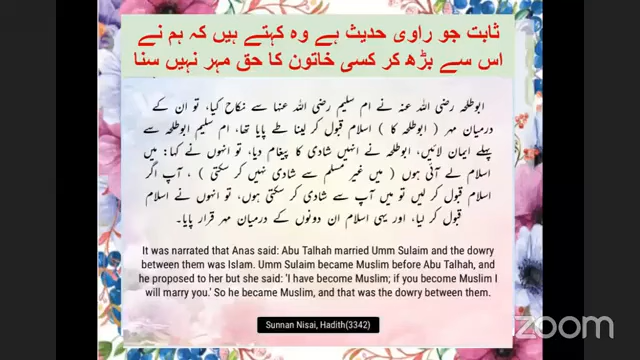 ثابت جو راوی حدیث ہے وہ کہتے ہیں کہ ہم نے
اس سے بڑھ کر کسی خاتون کا حق مہر نہیں سنا
ابوطلحہ رضی اللہ عنہ نے ام سلیم رضی اللہ عنہا سے نکاح کیا، تو ان کے
درمیان مہر ( ابوطلحہ کا ) اسلام قبول کر لینا طے پایا تھا، ام سلیم ابوطلحہ سے
پہلے ایمان لائیں، ابوطلحہ نے انہیں شادی کا پیغام دیا، تو انہوں نے کہا: میں
اسلام لے آئی ہوں ( میں غیر مسلم سے شادی نہیں کر سکتی ) ، آپ اگر
اسلام قبول کر لیں تو میں آپ سے شادی کر سکتی ہوں، تو انہوں نے اسلام
قبول کر لیا، اور یہی اسلام ان دونوں کے درمیان مہر قرار پایا۔
It was narrated that Anas said: Abu Talhah married Umm Sulaim and the dowry
between them was Islam. Umm Sulaim became Muslim before Abu Talhah, and
he proposed to her but she said: 'I have become Muslim; if you become Muslim I
will marry you.' So he became Muslim, and that was the dowry between them.
Sunnan Nisai, Hadith(3342)
zoom